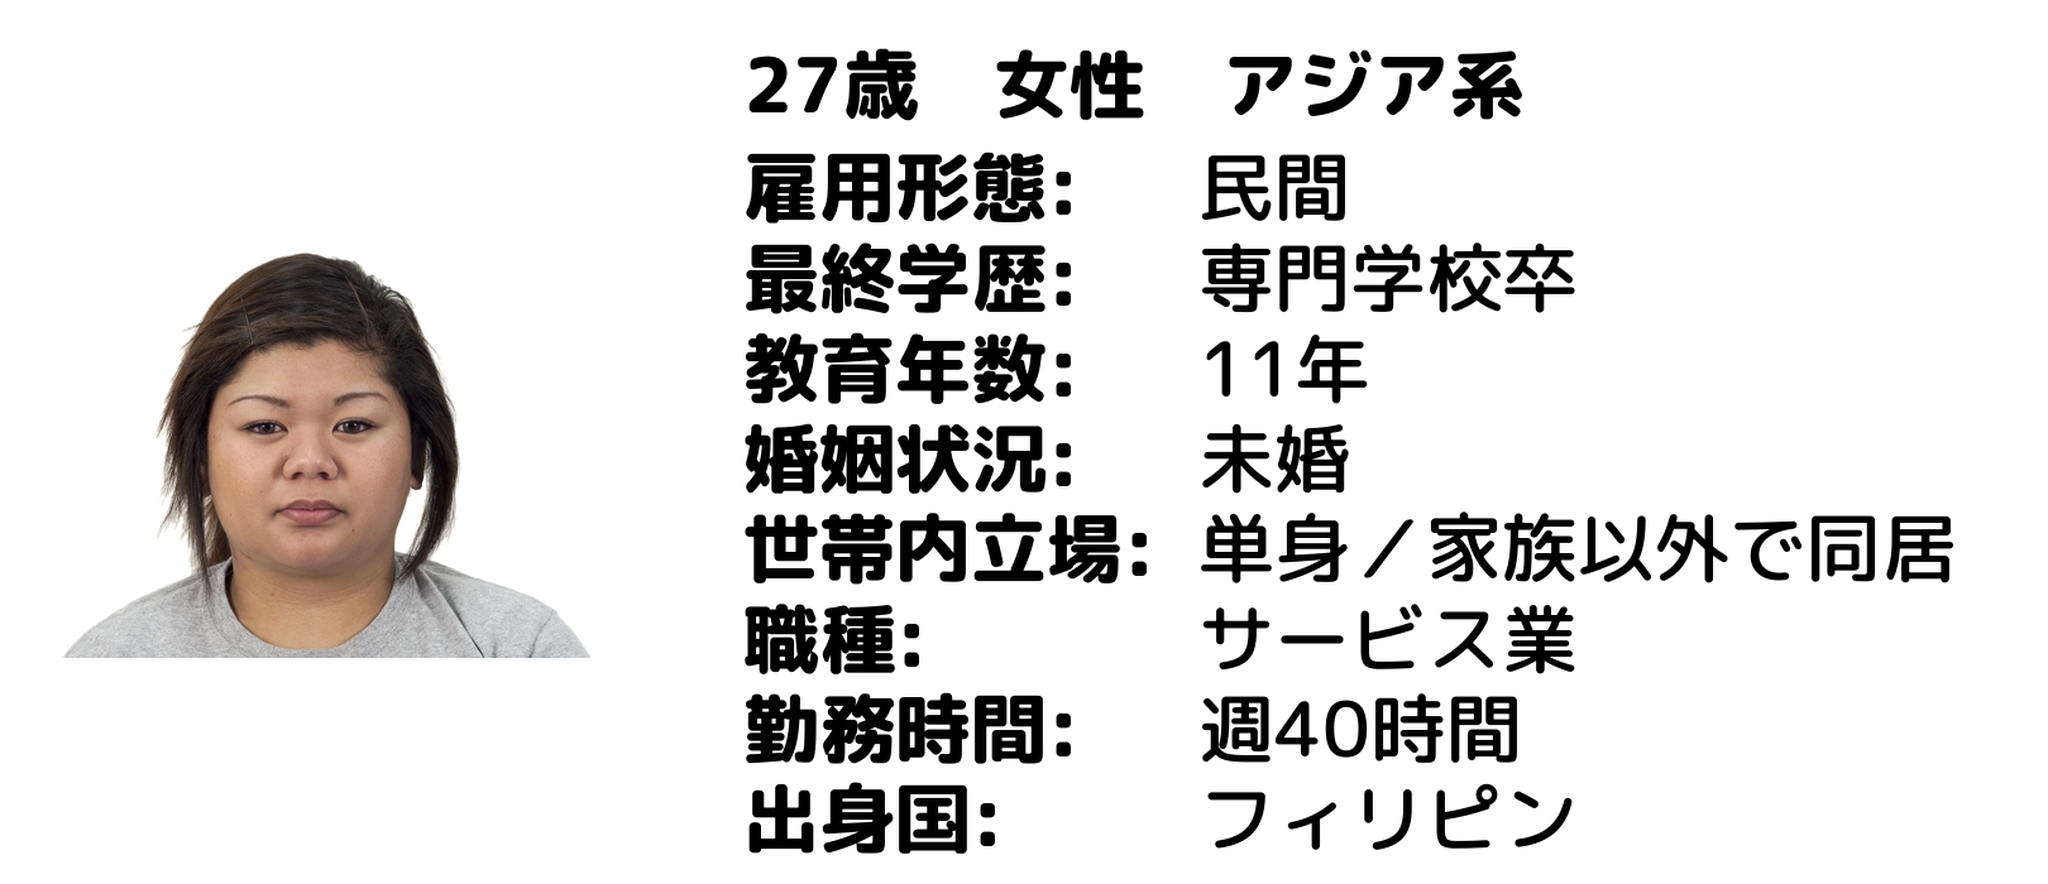 27歳　女性　アジア系
雇用形態:　民間
最終学歴:　専門学校卒
教育年数:　11年
婚姻状況:　未婚
世帯内立場:　単身／家族以外で同居
職種:　サービス業
勤務時間:　週40時間
出身国:　フィリピン